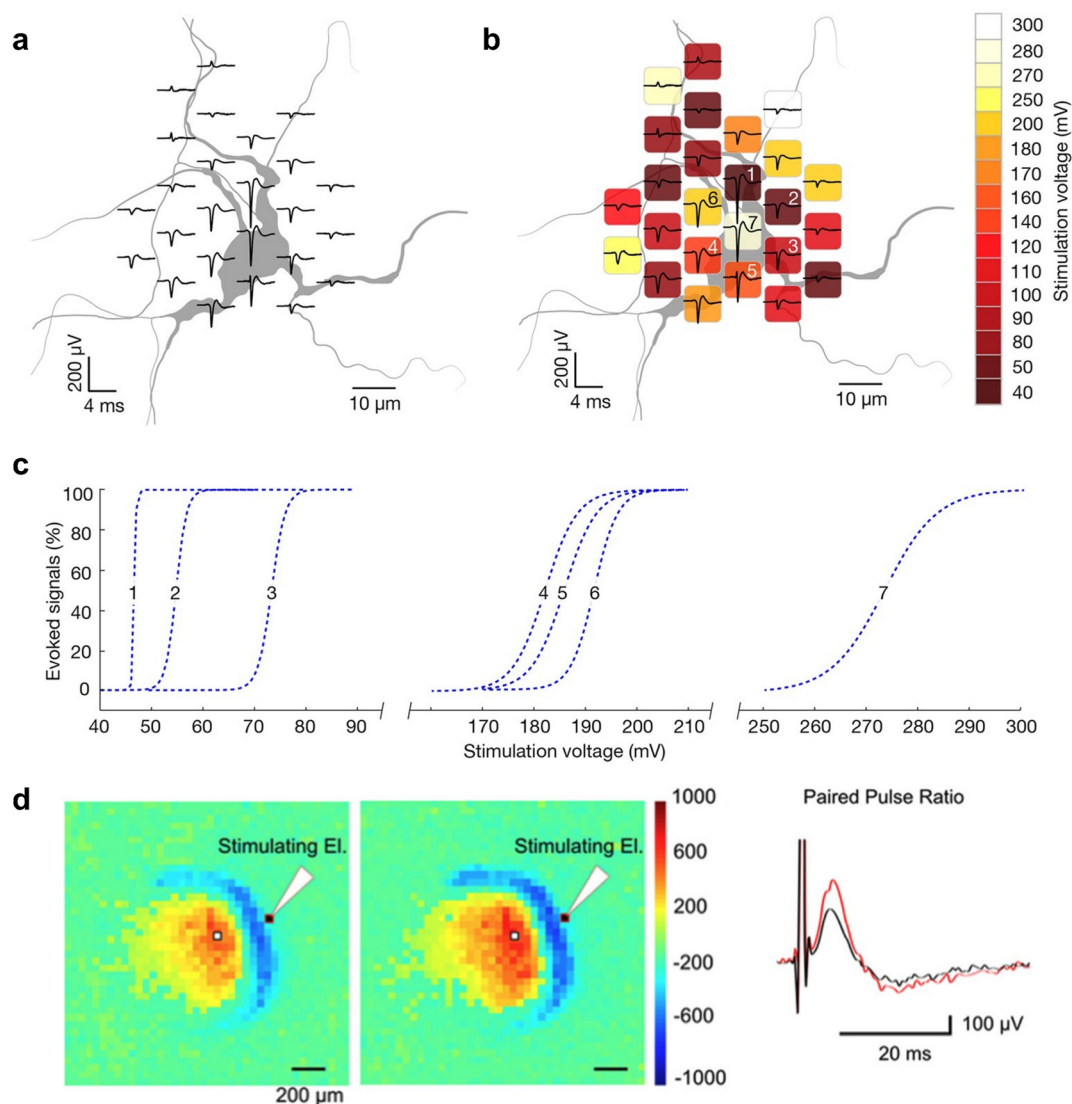 a
b
200 µV
4 ms
10 µm
1
2
3
4
5
6
7
200 µV
4 ms
10 µm
300
280
270
250
200
180
170
160
140
120
110
100
90
80
50
40
Stimulation voltage (mV)
c
Evoked signals (%)
100
80
60
40
20
0
1
2
3
4
5
6
7
40 50 60 70 80 90
170 180 190 200 210
250 260 270 280 290 300
Stimulation voltage (mV)
d
Stimulating El.
200 µm
Stimulating El.
1000
600
200
-200
-600
-1000
Paired Pulse Ratio
100 µV
20 ms